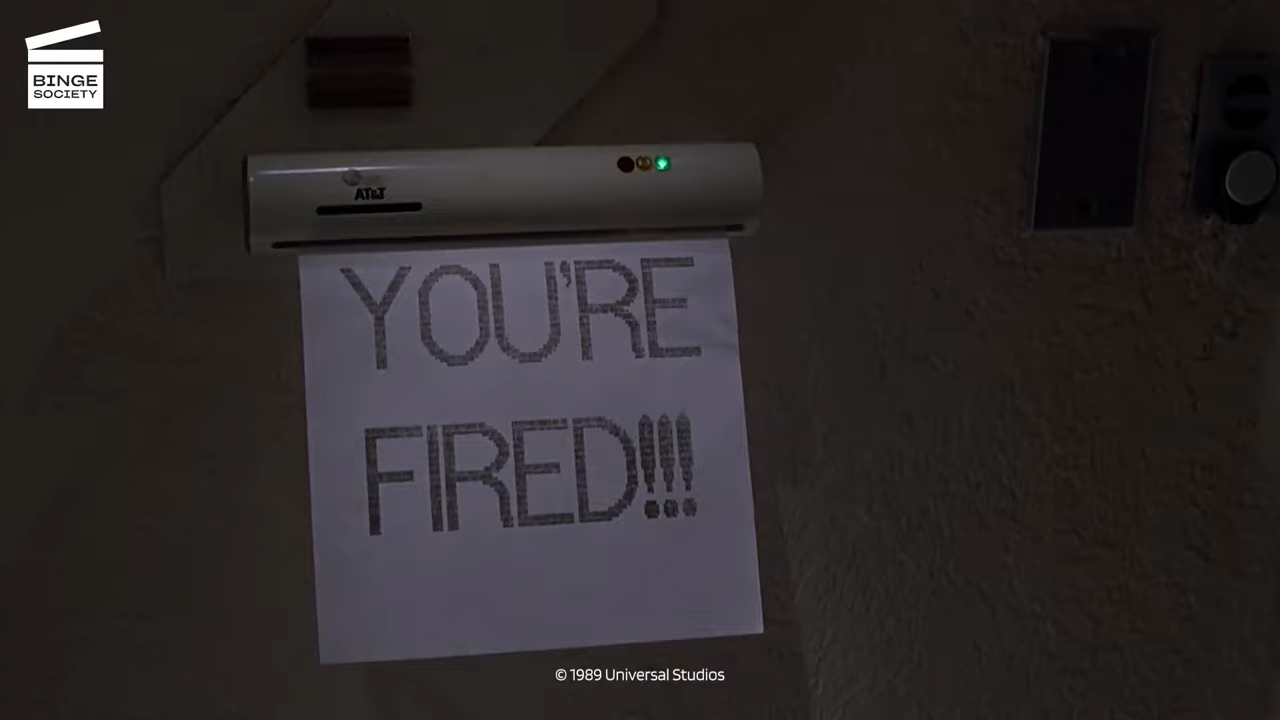 BINGE
SOCIETY
AT&T
YOU'RE
FIRED!!!
© 1989 Universal Studios